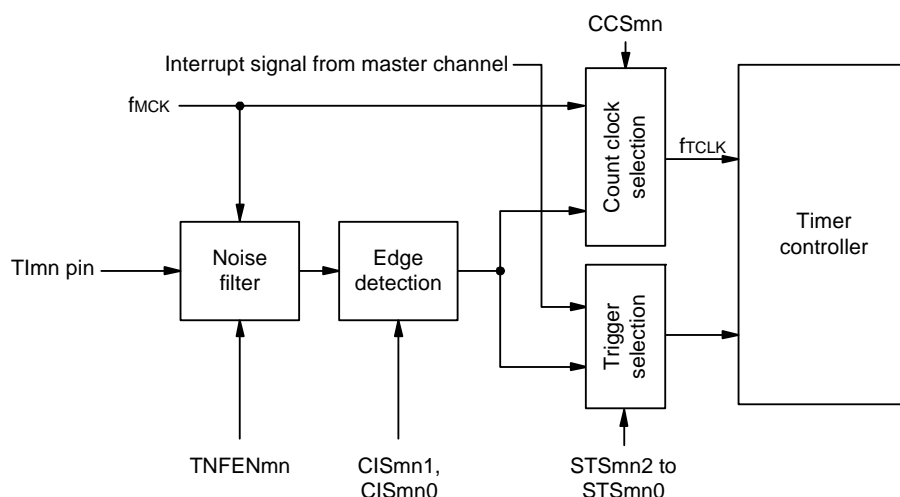 CCSmn
Interrupt signal from master channel
fMCK
Count clock
selection
fTCLK
Timer
controller
TImn pin
Noise
filter
Edge
detection
Trigger
selection
TNFENmn
CISmn1,
CISmn0
STSmn2 to
STSmn0